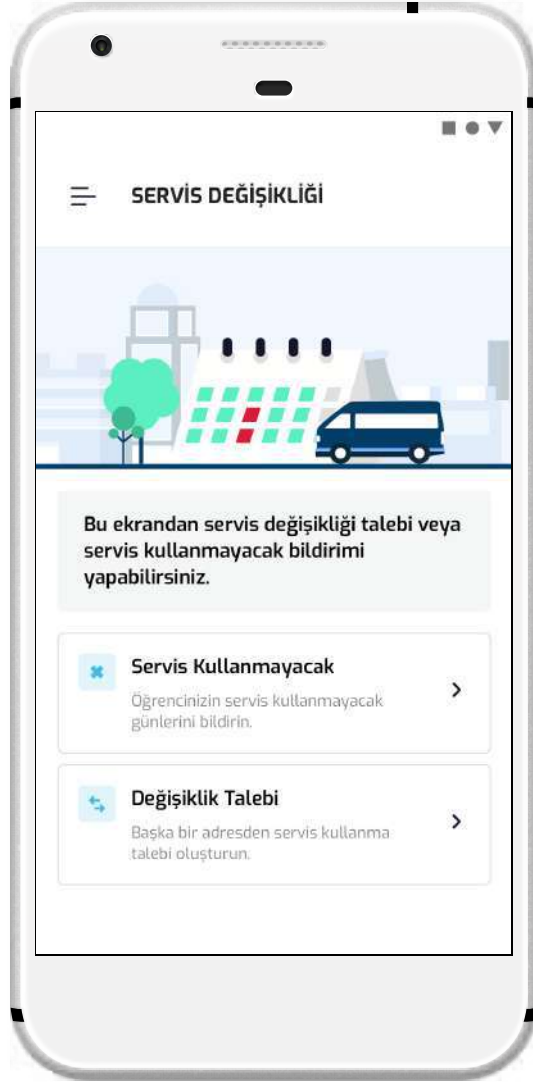 SERVİS DEĞİŞİKLİĞİ
Bu ekrandan servis değişikliği talebi veya
servis kullanmayacak bildirimi
yapabilirsiniz.
Servis Kullanmayacak
Öğrencinizin servis kullanmayacak
günlerini bildirin.
Değişiklik Talebi
Başka bir adresden servis kullanma
talebi oluşturun.